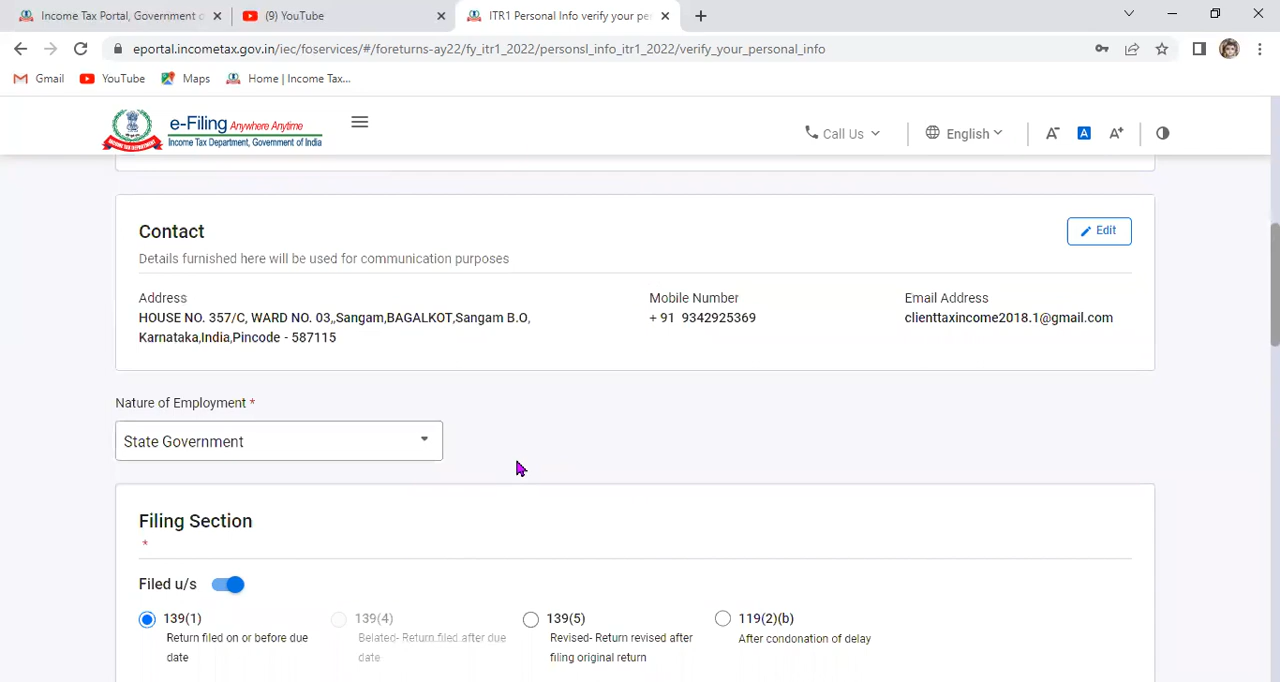 Income Tax Portal, Government
(9) YouTube
ITR1 Personal Info verify your pe
eportal.incometax.gov.in/iec/foservices/#/foreturns-ay22/fy_itr1_2022/personsl_info_itr1_2022/verify_your_personal_info
Gmail YouTube Maps Home | Income Tax...
e-Filing Anywhere Anytime
Income Tax Department, Government of India
Call Us English A- A A+
Contact
Edit
Details furnished here will be used for communication purposes
Address Mobile Number Email Address
HOUSE NO. 357/C, WARD NO. 03,,Sangam,BAGALKOT,Sangam B.O, + 91 9342925369 clienttaxincome2018.1@gmail.com
Karnataka,India,Pincode - 587115
Nature of Employment *
State Government
Filing Section
*
Filed u/s
139(1) 139(4) 139(5) 119(2)(b)
Return filed on or before due Belated- Return filed after due Revised- Return revised after After condonation of delay
date date filing original return